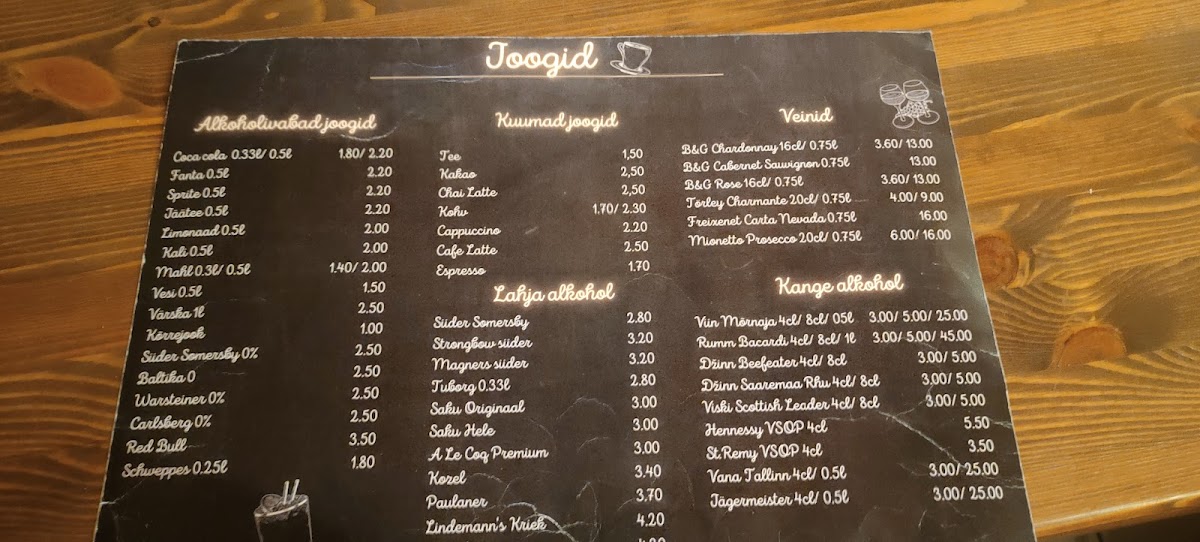 Joogid
Alkoholivabad joogid
Coca cola 0.33l/ 0.5l 1.80/ 2.20
Fanta 0.5l 2.20
Sprite 0.5l 2.20
Jäätee 0.5l 2.20
Limonaad 0.5l 2.00
Kali 0.5l 2.00
Mahl 0.3l/ 0.5l 1.40/ 2.00
Vesi 0.5l 1.50
Värska 1l 2.50
Kõrrejook 1.00
Siider Somersby 0% 2.50
Baltika 0 2.50
Warsteiner 0% 2.50
Carlsberg 0% 2.50
Red Bull 3.50
Schweppes 0.25l 1.80
Kuumad joogid
Tee 1,50
Kakao 2,50
Chai Latte 2,50
Kohv 1.70/ 2.30
Cappuccino 2.20
Cafe Latte 2.50
Espresso 1.70
Lahja alkohol
Siider Somersby 2.80
Strongbow siider 3.20
Magners siider 3.20
Tuborg 0.33l 2.80
Saku Originaal 3.00
Saku Hele 3.00
A Le Coq Premium 3.00
Kozel 3.40
Paulaner 3.70
Lindemann's Kriek 4.20
Veinid
B&G Chardonnay 16cl/ 0.75l 3.60/ 13.00
B&G Cabernet Sauvignon 0.75l 13.00
B&G Rose 16cl/ 0.75l 3.60/ 13.00
Torley Charmante 20cl/ 0.75l 4.00/ 9.00
Freixenet Carta Nevada 0.75l 16.00
Mionetto Prosecco 20cl/ 0.75l 6.00/ 16.00
Kange alkohol
Viin Mõrnaja 4cl/ 8cl/ 05l 3.00/ 5.00/ 25.00
Rumm Bacardi 4cl/ 8cl/ 1l 3.00/ 5.00/ 45.00
Džinn Beefeater 4cl/ 8cl 3.00/ 5.00
Džinn Saaremaa Rhu 4cl/ 8cl 3.00/ 5.00
Viski Scottish Leader 4cl/ 8cl 3.00/ 5.00
Hennessy VSOP 4cl 5.50
St.Remy VSOP 4cl 3.50
Vana Tallinn 4cl/ 0.5l 3.00/ 25.00
Jägermeister 4cl/ 0.5l 3.00/ 25.00